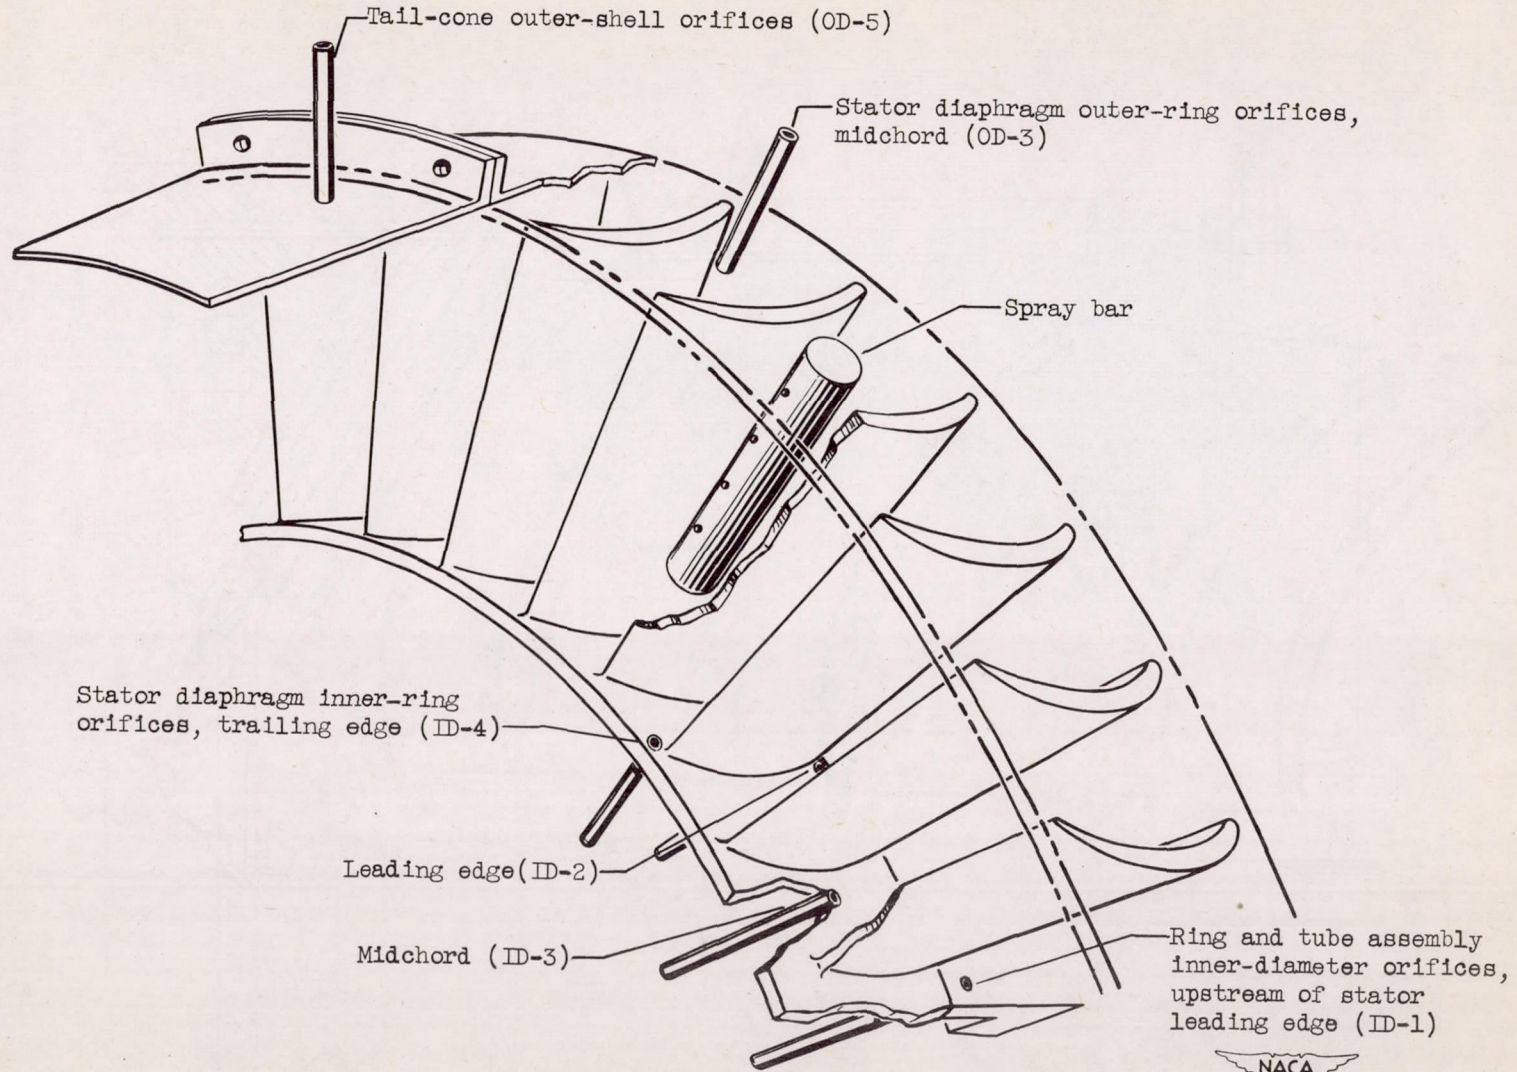 Tail-cone outer-shell orifices (OD-5)
Stator diaphragm outer-ring orifices,
midchord (OD-3)
Spray bar
Stator diaphragm inner-ring
orifices, trailing edge (ID-4)
Leading edge(ID-2)
Midchord (ID-3)
Ring and tube assembly
inner-diameter orifices,
upstream of stator
leading edge (ID-1)
NACA